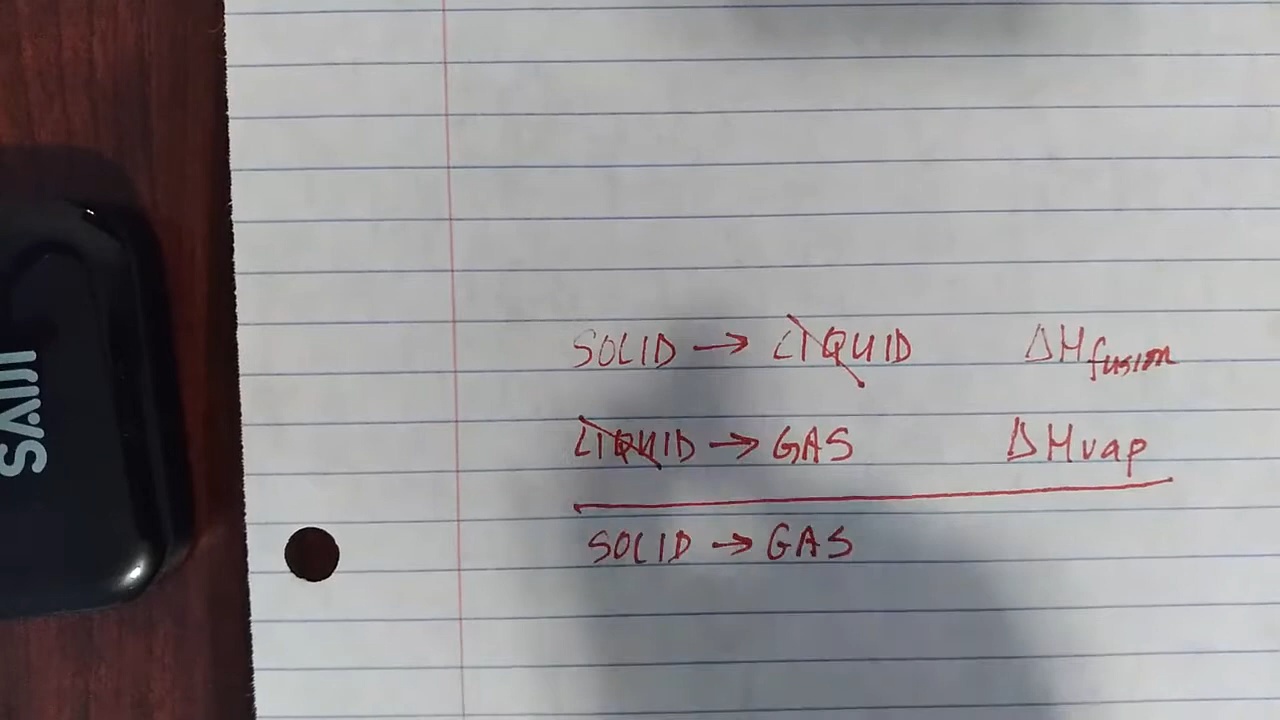 SOLID → LIQUID ΔHfusion
LIQUID → GAS ΔHvap
SOLID → GAS